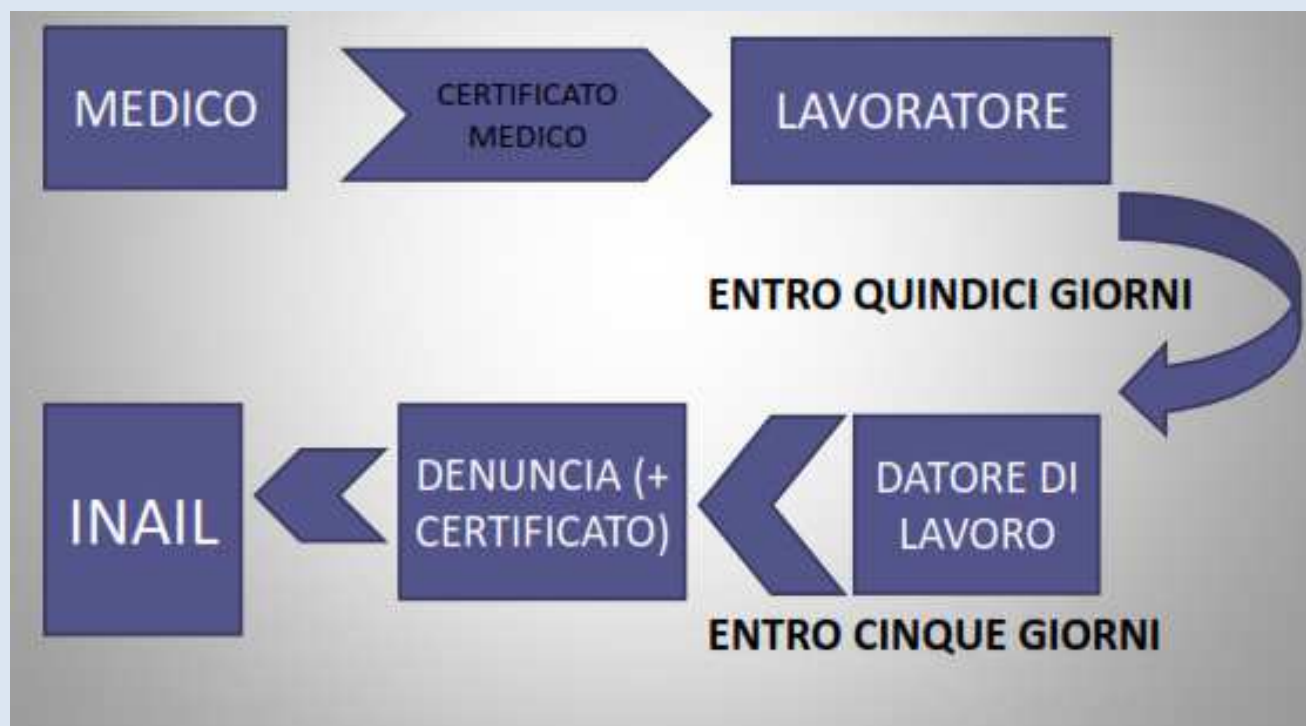 MEDICO
CERTIFICATO
MEDICO
LAVORATORE
ENTRO QUINDICI GIORNI
DATORE DI
LAVORO
ENTRO CINQUE GIORNI
DENUNCIA (+
CERTIFICATO)
INAIL